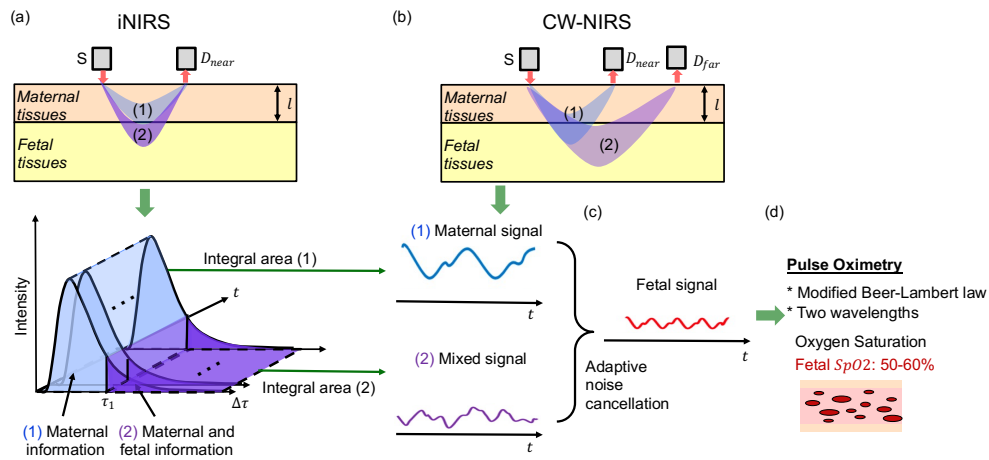 (a)
iNIRS
S
D_near
Maternal
tissues
(1)
(2)
l
Fetal
tissues
Intensity
t
τ₁
Δτ
Integral area (1)
Integral area (2)
(1) Maternal
information
(2) Maternal and
fetal information
(b)
CW-NIRS
S
D_near
D_far
Maternal
tissues
(1)
l
Fetal
tissues
(2)
(1) Maternal signal
t
(2) Mixed signal
t
(c)
Fetal signal
t
Adaptive
noise
cancellation
(d)
Pulse Oximetry
* Modified Beer-Lambert law
* Two wavelengths
Oxygen Saturation
Fetal SpO2: 50-60%